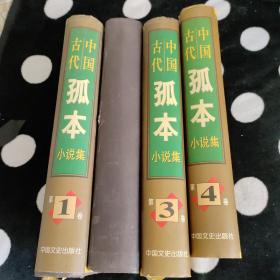 中国
古代
孤本
小说集
第1卷
中国文史出版社
中国
古代
孤本
小说集
第3卷
中国文史出版社
中国
古代
孤本
小说集
第4卷
中国文史出版社